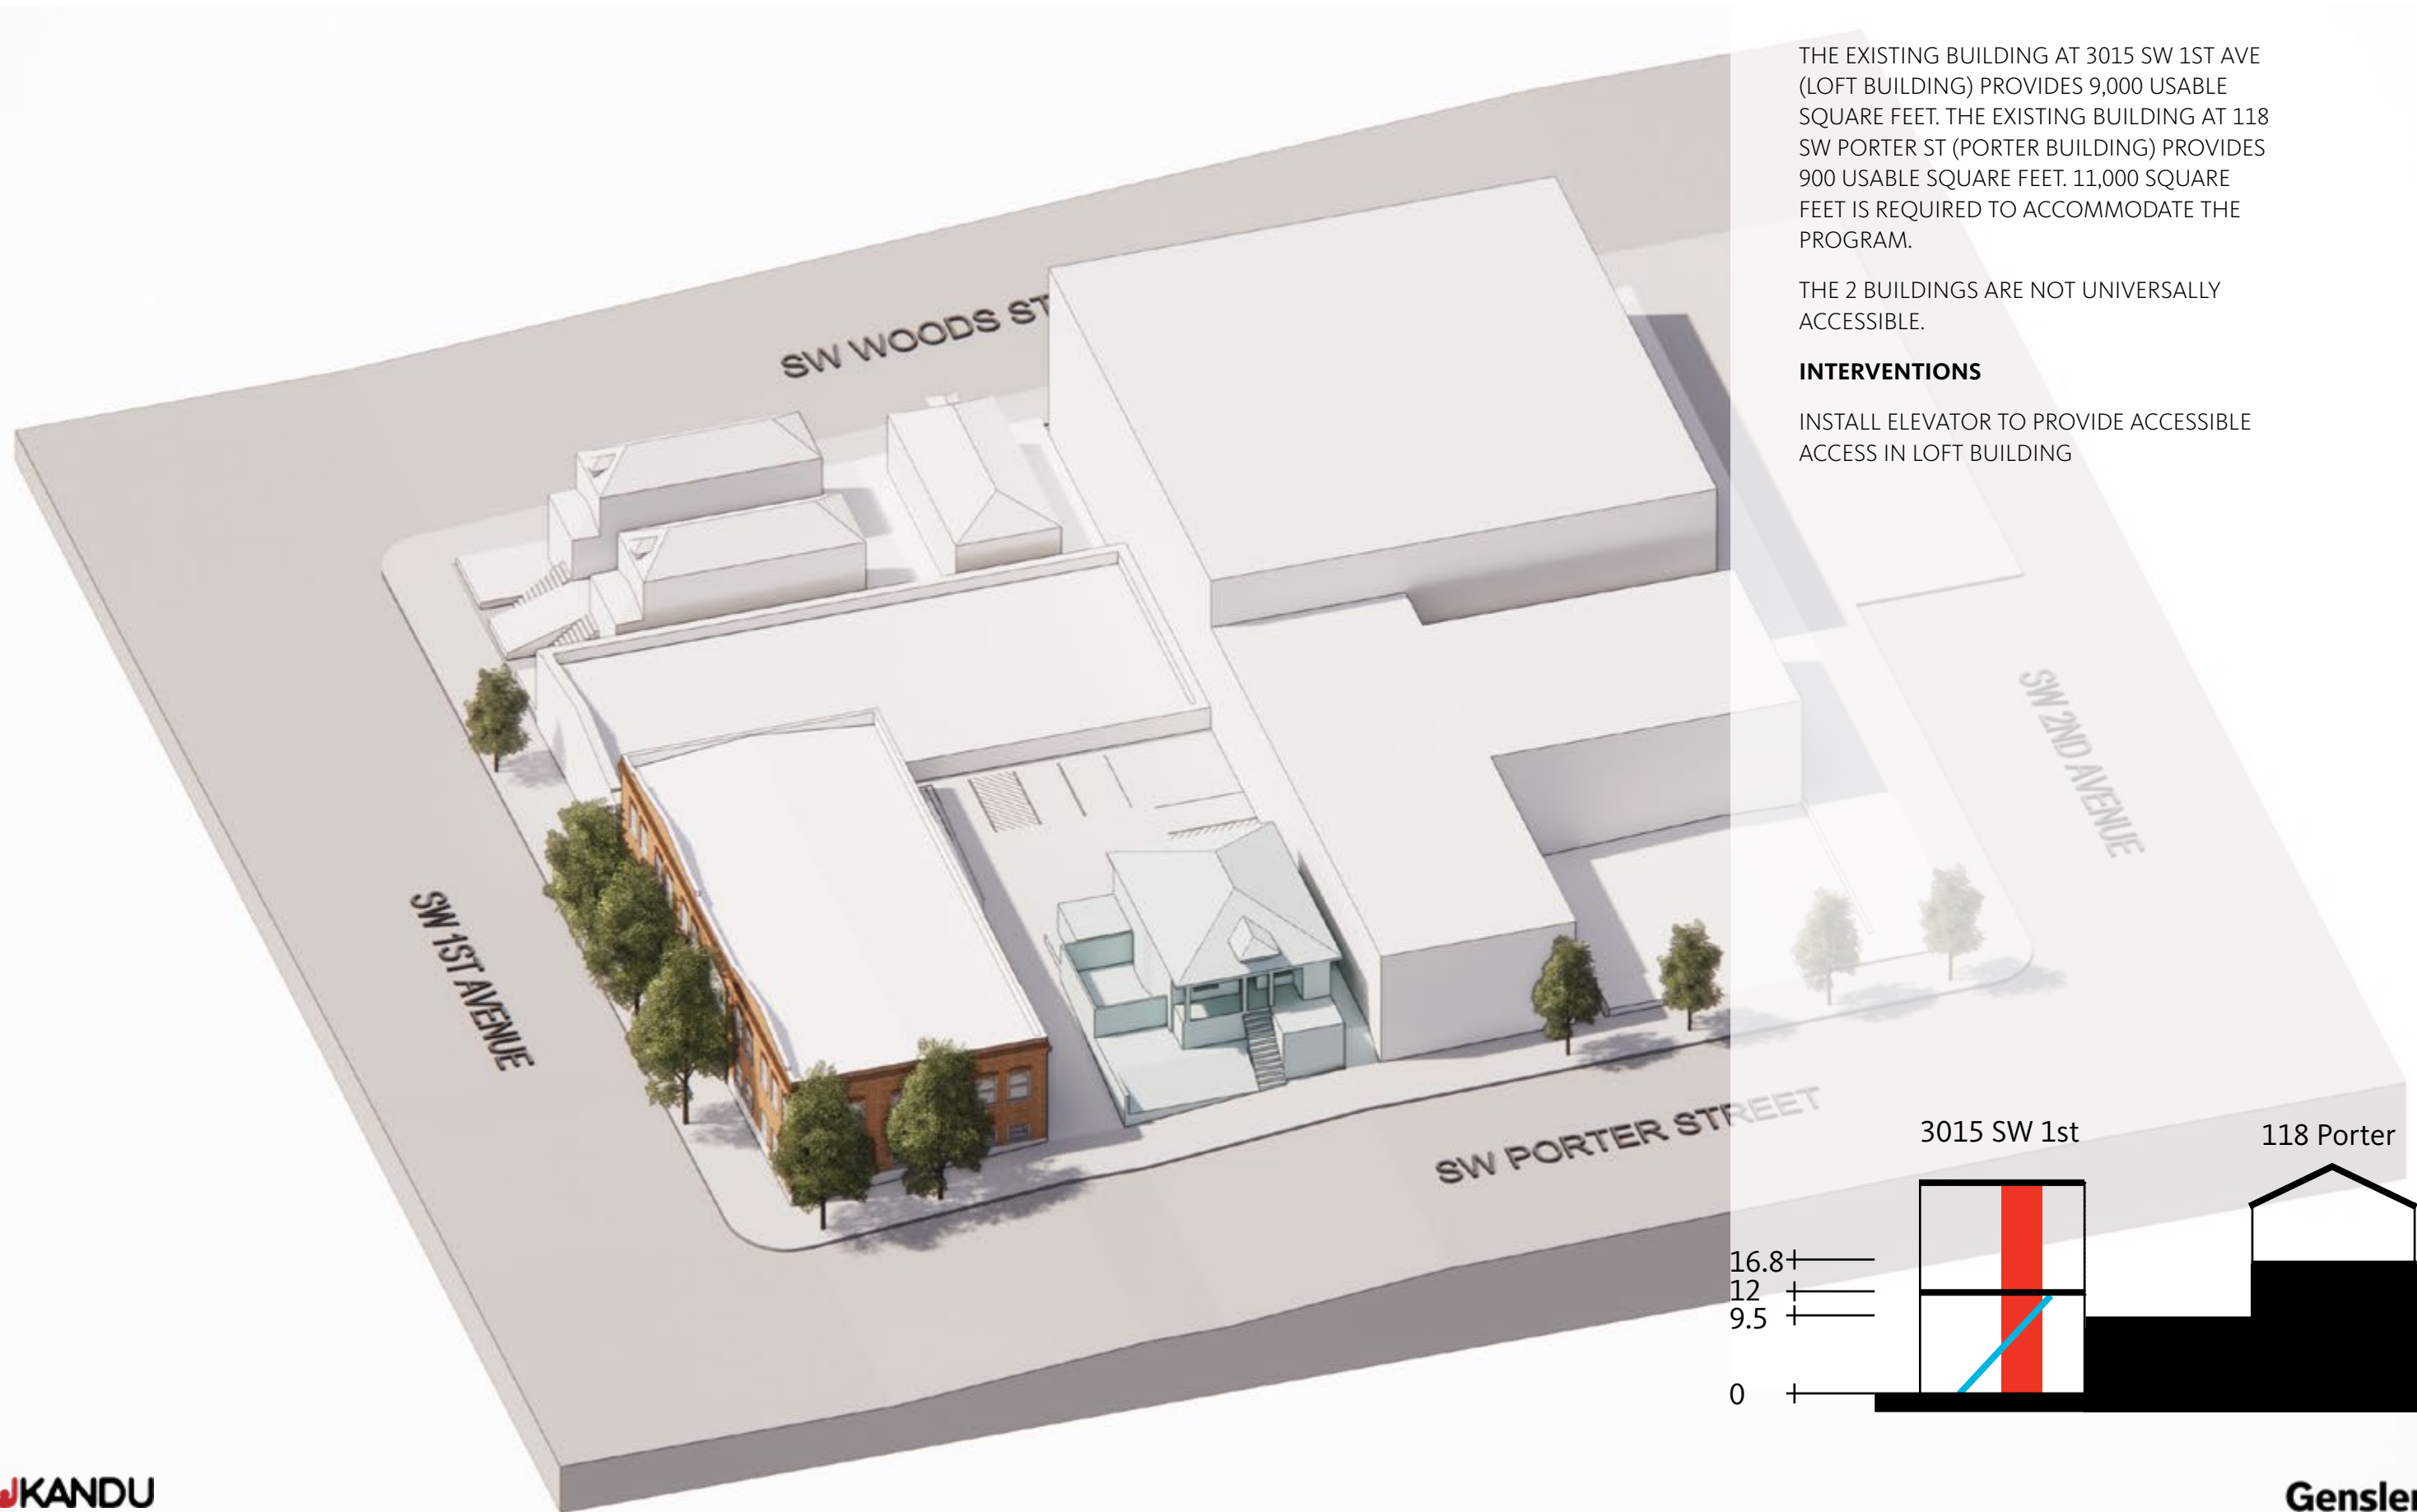 THE EXISTING BUILDING AT 3015 SW 1ST AVE
(LOFT BUILDING) PROVIDES 9,000 USABLE
SQUARE FEET. THE EXISTING BUILDING AT 118
SW PORTER ST (PORTER BUILDING) PROVIDES
900 USABLE SQUARE FEET. 11,000 SQUARE
FEET IS REQUIRED TO ACCOMMODATE THE
PROGRAM.
THE 2 BUILDINGS ARE NOT UNIVERSALLY
ACCESSIBLE.
INTERVENTIONS
INSTALL ELEVATOR TO PROVIDE ACCESSIBLE
ACCESS IN LOFT BUILDING
SW WOODS ST
SW 2ND AVENUE
SW 1ST AVENUE
SW PORTER STREET
3015 SW 1st
118 Porter
16.8
12
9.5
0
KANDU
Gensler